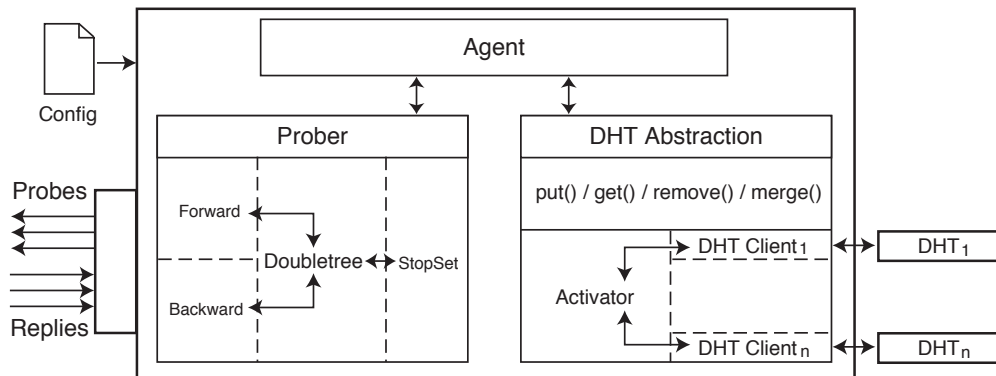 Agent
Config
Prober
DHT Abstraction
Probes
put() / get() / remove() / merge()
Forward
DHT Client1
DHT1
Doubletree
StopSet
Activator
Backward
Replies
DHT Clientn
DHTn